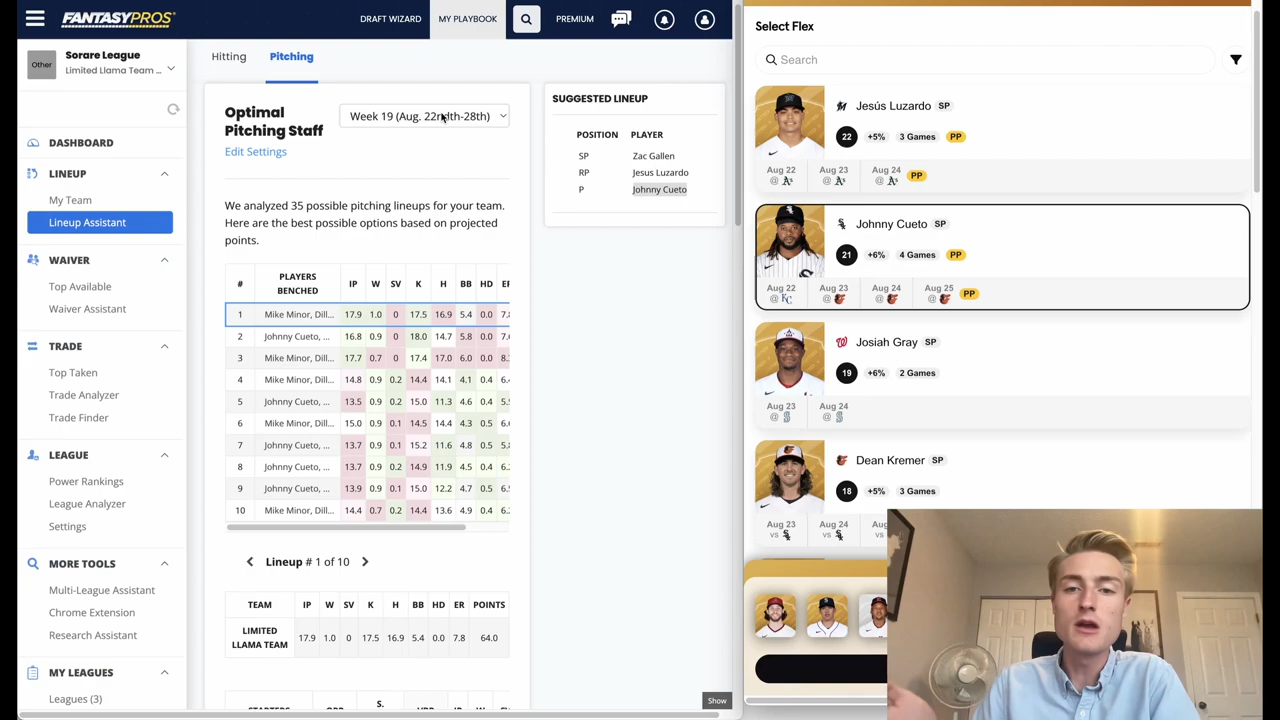 FANTASYPROS
DRAFT WIZARD
MY PLAYBOOK
PREMIUM
Other
Sorare League
Limited Llama Team ...
DASHBOARD
LINEUP
My Team
Lineup Assistant
WAIVER
Top Available
Waiver Assistant
TRADE
Top Taken
Trade Analyzer
Trade Finder
LEAGUE
Power Rankings
League Analyzer
Settings
MORE TOOLS
Multi-League Assistant
Chrome Extension
Research Assistant
MY LEAGUES
Leagues (3)
Hitting
Pitching
Optimal
Pitching Staff
Edit Settings
Week 19 (Aug. 22nd-28th)
We analyzed 35 possible pitching lineups for your team.
Here are the best possible options based on projected
points.
# PLAYERS BENCHED IP W SV K H BB HD
1 Mike Minor, Dill... 17.9 1.0 0 17.5 16.9 5.4 0.0
2 Johnny Cueto, ... 16.8 0.9 0 18.0 14.7 5.8 0.0
3 Mike Minor, Dill... 17.7 0.7 0 17.4 17.0 6.0 0.0
4 Mike Minor, Dill... 14.8 0.9 0.2 14.4 14.1 4.1 0.4
5 Johnny Cueto, ... 13.5 0.9 0.2 15.0 11.3 4.6 0.4
6 Mike Minor, Dill... 15.0 0.9 0.1 14.5 14.4 4.3 0.5
7 Johnny Cueto, ... 13.7 0.9 0.1 15.2 11.6 4.8 0.5
8 Johnny Cueto, ... 13.7 0.9 0.2 14.9 11.9 4.5 0.4
9 Johnny Cueto, ... 13.9 0.9 0.1 15.0 12.2 4.7 0.5
10 Mike Minor, Dill... 14.4 0.7 0.2 14.4 13.6 4.9 0.4
Lineup # 1 of 10
TEAM IP W SV K H BB HD ER POINTS
LIMITED
LLAMA TEAM 17.9 1.0 0 17.5 16.9 5.4 0.0 7.8 64.0
S.
SUGGESTED LINEUP
POSITION PLAYER
SP Zac Gallen
RP Jesus Luzardo
P Johnny Cueto
Show
Select Flex
Search
Jesús Luzardo SP
22 +5% 3 Games PP
Aug 22 Aug 23 Aug 24
@ A's @ A's @ A's PP
Johnny Cueto SP
21 +6% 4 Games PP
Aug 22 Aug 23 Aug 24 Aug 25
@ KC @ @ @ PP
Josiah Gray SP
19 +6% 2 Games
Aug 23 Aug 24
@ @
Dean Kremer SP
18 +5% 3 Games
Aug 23 Aug 24
vs vs